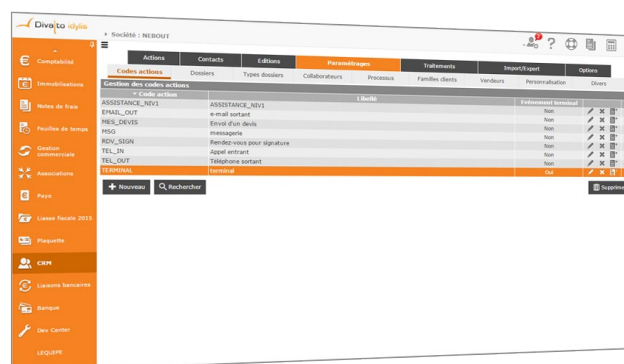 Divalto idylis
Société : NEBOUT
2
?
Actions Contacts Editions Paramétrages Traitements Import/Export Options
Codes actions Dossiers Types dossiers Collaborateurs Processus Familles clients Vendeurs Personnalisation Divers
Gestion des codes actions
Code action Libellé Evènement terminal
ASSISTANCE_NIV1 ASSISTANCE_NIV1 Non
EMAIL_OUT e-mail sortant Non
MES_DEVIS Envoi d'un devis Non
MSG messagerie Non
RDV_SIGN Rendez-vous pour signature Non
TEL_IN Appel entrant Non
TEL_OUT Téléphone sortant Non
TERMINAL terminal Oui
Nouveau Rechercher Supprime
Comptabilité
Immobilisations
Notes de frais
Feuilles de temps
Gestion
commerciale
Associations
Paye
Liasse fiscale 2015
Plaquette
CRM
Liaisons bancaires
Banque
Dev Center
LEQUIPE